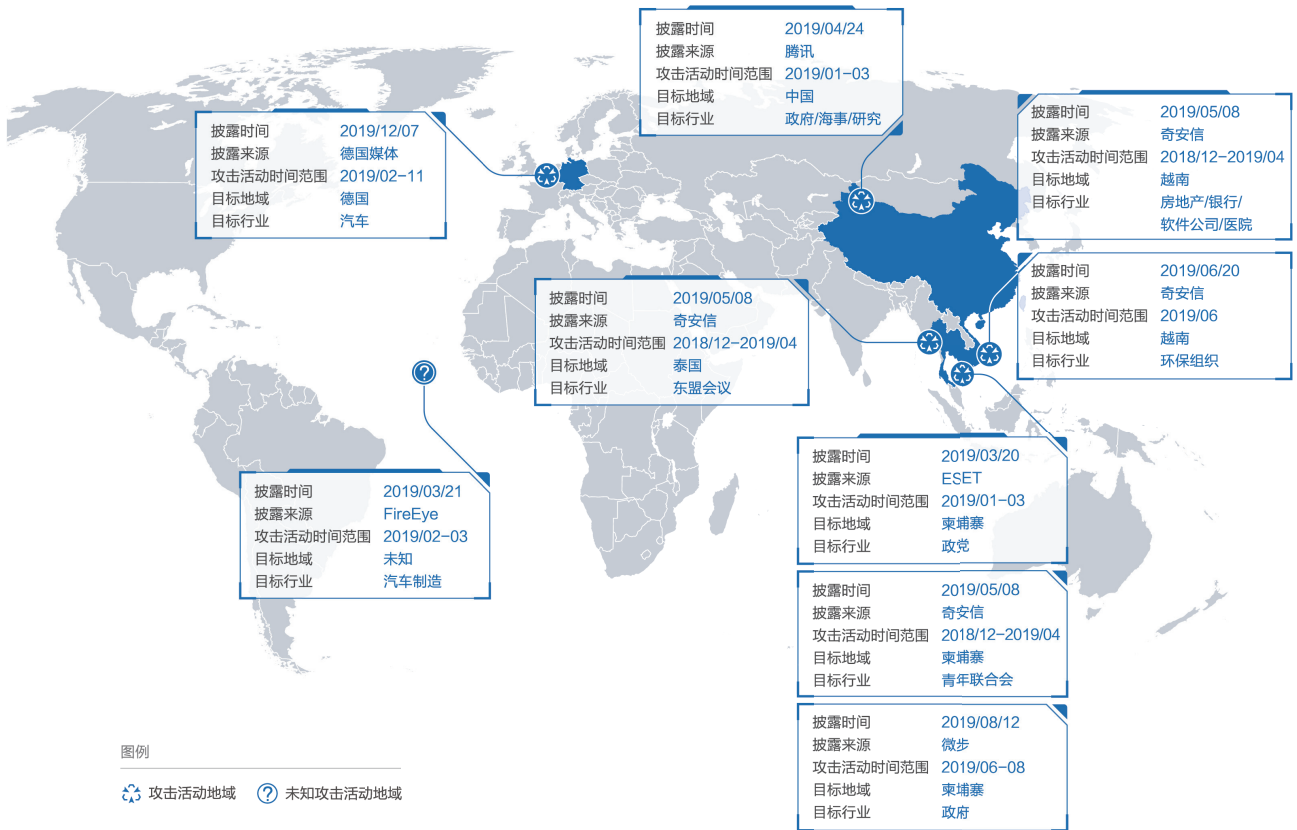 披露时间 2019/04/24
披露来源 腾讯
攻击活动时间范围 2019/01-03
目标地域 中国
目标行业 政府/海事/研究
披露时间 2019/12/07
披露来源 德国媒体
攻击活动时间范围 2019/02-11
目标地域 德国
目标行业 汽车
披露时间 2019/05/08
披露来源 奇安信
攻击活动时间范围 2018/12-2019/04
目标地域 越南
目标行业 房地产/银行/
软件公司/医院
披露时间 2019/06/20
披露来源 奇安信
攻击活动时间范围 2019/06
目标地域 越南
目标行业 环保组织
披露时间 2019/05/08
披露来源 奇安信
攻击活动时间范围 2018/12-2019/04
目标地域 泰国
目标行业 东盟会议
?
披露时间 2019/03/21
披露来源 FireEye
攻击活动时间范围 2019/02-03
目标地域 未知
目标行业 汽车制造
披露时间 2019/03/20
披露来源 ESET
攻击活动时间范围 2019/01-03
目标地域 柬埔寨
目标行业 政党
披露时间 2019/05/08
披露来源 奇安信
攻击活动时间范围 2018/12-2019/04
目标地域 柬埔寨
目标行业 青年联合会
披露时间 2019/08/12
披露来源 微步
攻击活动时间范围 2019/06-08
目标地域 柬埔寨
目标行业 政府
图例
攻击活动地域 ? 未知攻击活动地域